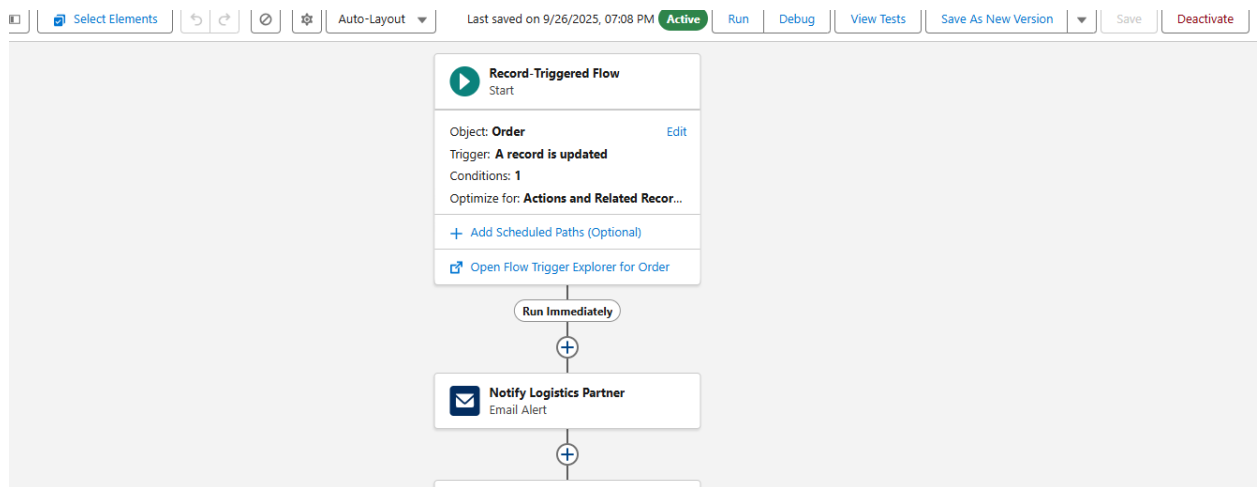 Select Elements
Auto-Layout
Last saved on 9/26/2025, 07:08 PM
Active
Run
Debug
View Tests
Save As New Version
Save
Deactivate
Record-Triggered Flow
Start
Object: Order
Edit
Trigger: A record is updated
Conditions: 1
Optimize for: Actions and Related Recor...
Add Scheduled Paths (Optional)
Open Flow Trigger Explorer for Order
Run Immediately
Notify Logistics Partner
Email Alert